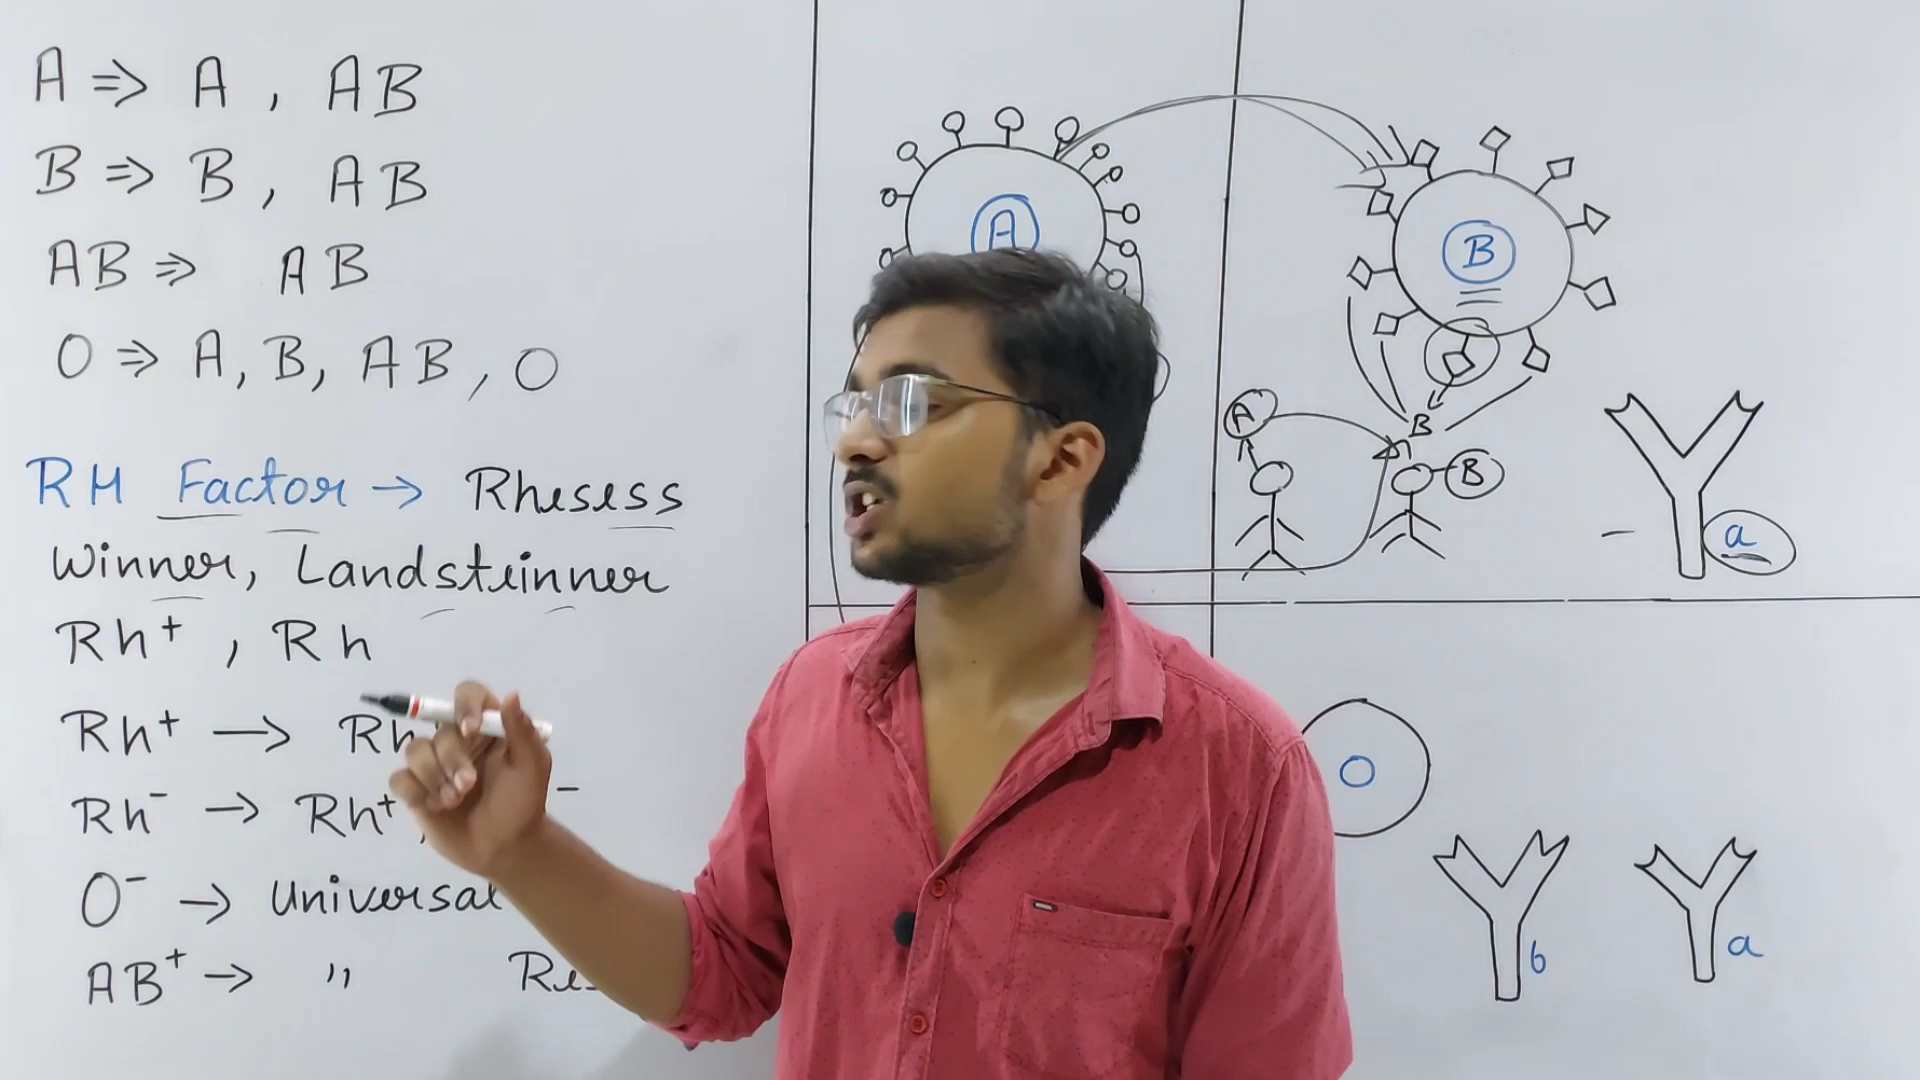 A ⇒ A, AB
B ⇒ B, AB
AB ⇒ AB
O ⇒ A, B, AB, O
RH Factor → Rhesess
Winner, Landsteinner
Rh⁺, Rh
Rh⁺ → Rh
Rh⁻ → Rh⁺, ⁻
O⁻ → Universal
AB⁺ → "
A
B
A
B
B
a
O
b
a